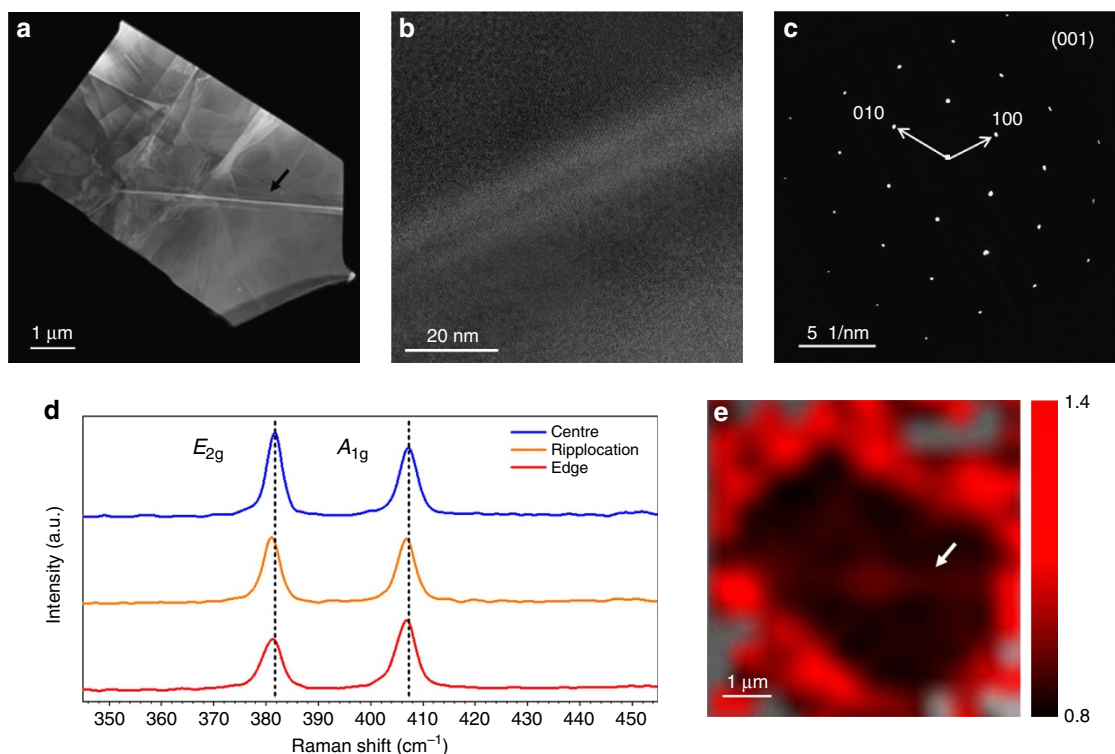 a
1 μm
b
20 nm
c
(001)
010
100
5 1/nm
d
E2g
A1g
Centre
Ripplocation
Edge
Intensity (a.u.)
350 360 370 380 390 400 410 420 430 440 450
Raman shift (cm⁻¹)
e
1 μm
1.4
0.8